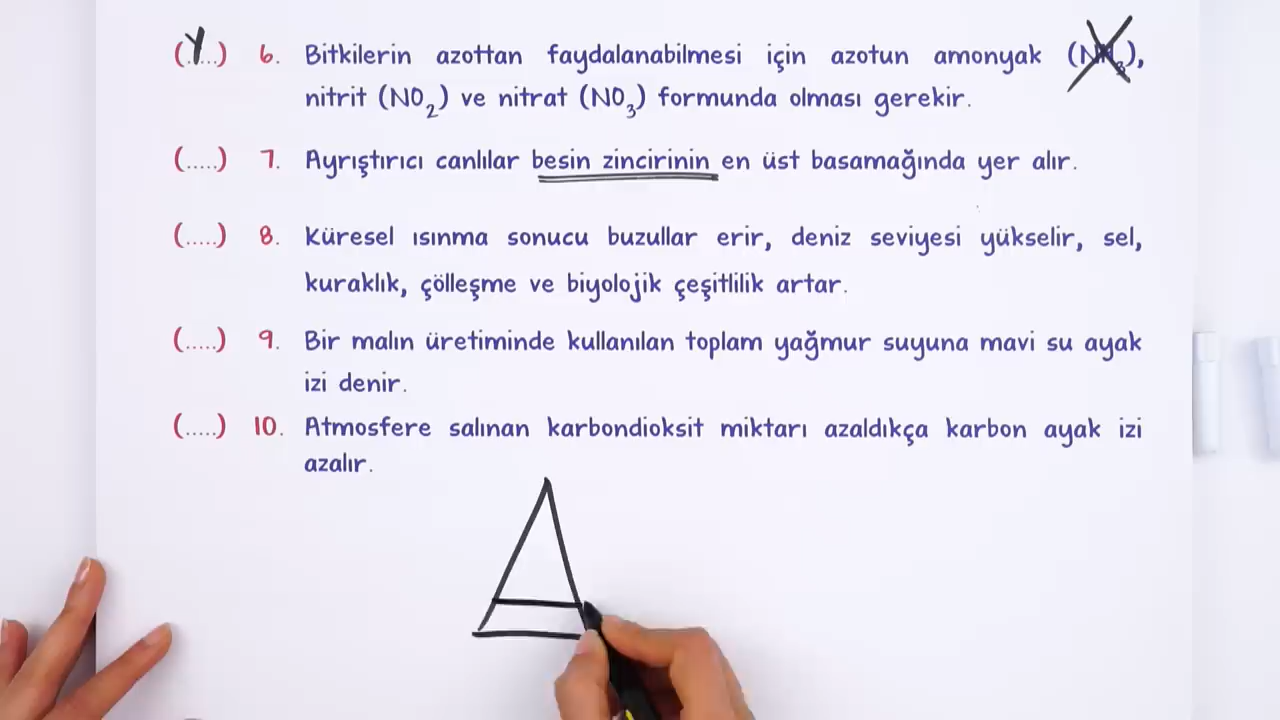 (.Y..) 6. Bitkilerin azottan faydalanabilmesi için azotun amonyak (NH3),
nitrit (NO2) ve nitrat (NO3) formunda olması gerekir.
(.....) 7. Ayrıştırıcı canlılar besin zincirinin en üst basamağında yer alır.
(.....) 8. Küresel ısınma sonucu buzullar erir, deniz seviyesi yükselir, sel,
kuraklık, çölleşme ve biyolojik çeşitlilik artar.
(.....) 9. Bir malın üretiminde kullanılan toplam yağmur suyuna mavi su ayak
izi denir.
(.....) 10. Atmosfere salınan karbondioksit miktarı azaldıkça karbon ayak izi
azalır.